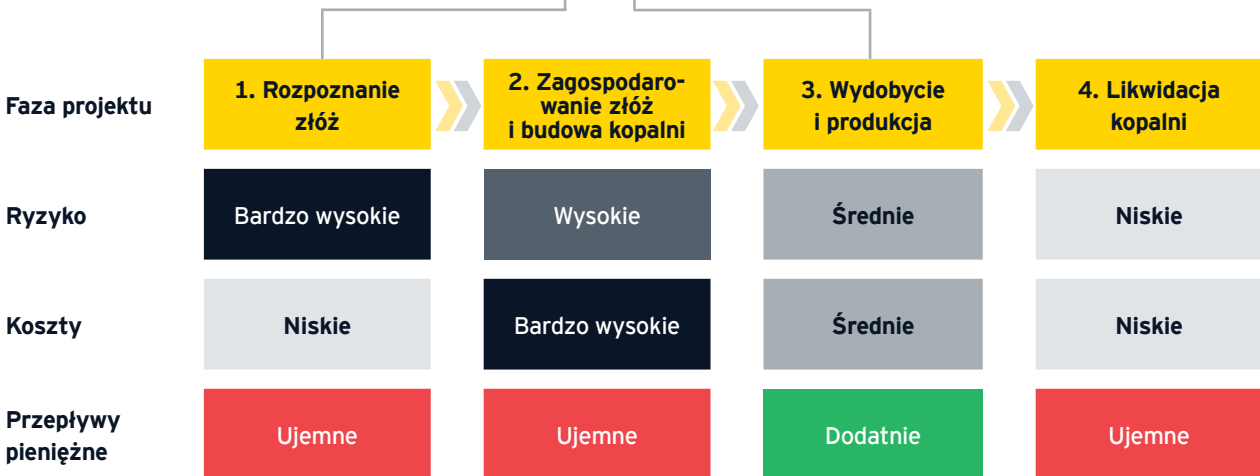 Faza projektu
1. Rozpoznanie
złóż
2. Zagospodaro-
wanie złóż
i budowa kopalni
3. Wydobycie
i produkcja
4. Likwidacja
kopalni
Ryzyko
Bardzo wysokie
Wysokie
Średnie
Niskie
Koszty
Niskie
Bardzo wysokie
Średnie
Niskie
Przepływy
pieniężne
Ujemne
Ujemne
Dodatnie
Ujemne